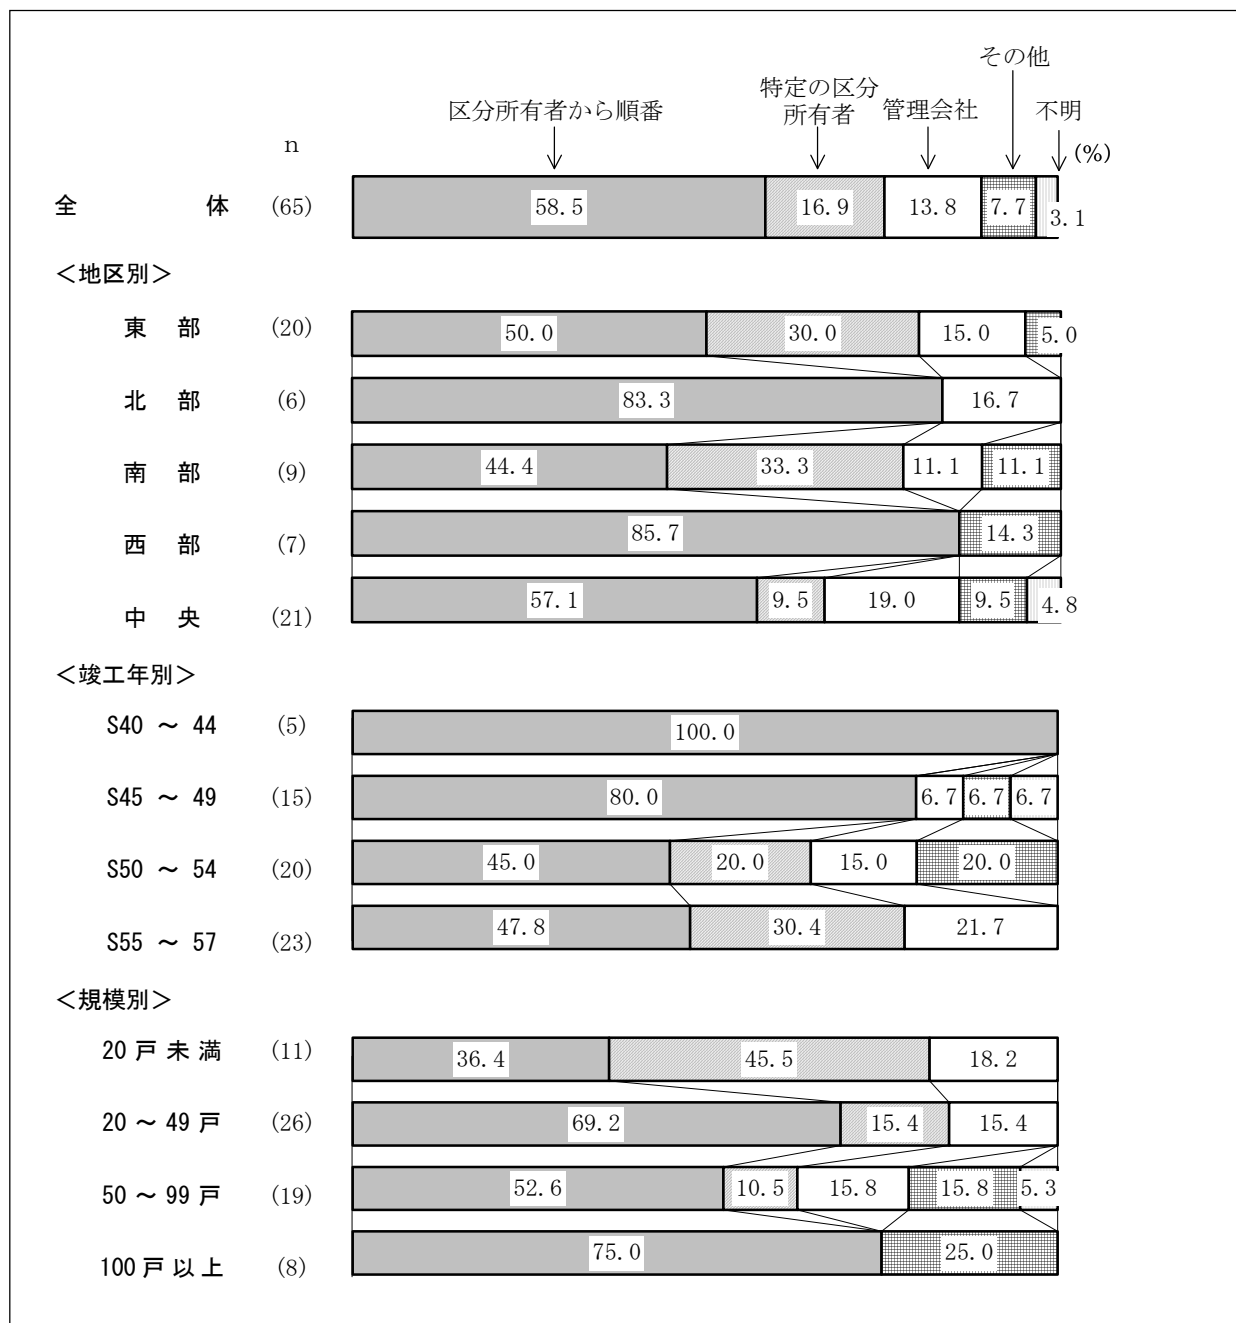 その他
特定の区分
所有者
区分所有者から順番
管理会社
不明
n
(%)
全 体 (65) 58.5 16.9 13.8 7.7 3.1
＜地区別＞
東 部 (20) 50.0 30.0 15.0 5.0
北 部 (6) 83.3 16.7
南 部 (9) 44.4 33.3 11.1 11.1
西 部 (7) 85.7 14.3
中 央 (21) 57.1 9.5 19.0 9.5 4.8
＜竣工年別＞
S40 ～ 44 (5) 100.0
S45 ～ 49 (15) 80.0 6.7 6.7 6.7
S50 ～ 54 (20) 45.0 20.0 15.0 20.0
S55 ～ 57 (23) 47.8 30.4 21.7
＜規模別＞
20戸未満 (11) 36.4 45.5 18.2
20～49戸 (26) 69.2 15.4 15.4
50～99戸 (19) 52.6 10.5 15.8 15.8 5.3
100戸以上 (8) 75.0 25.0